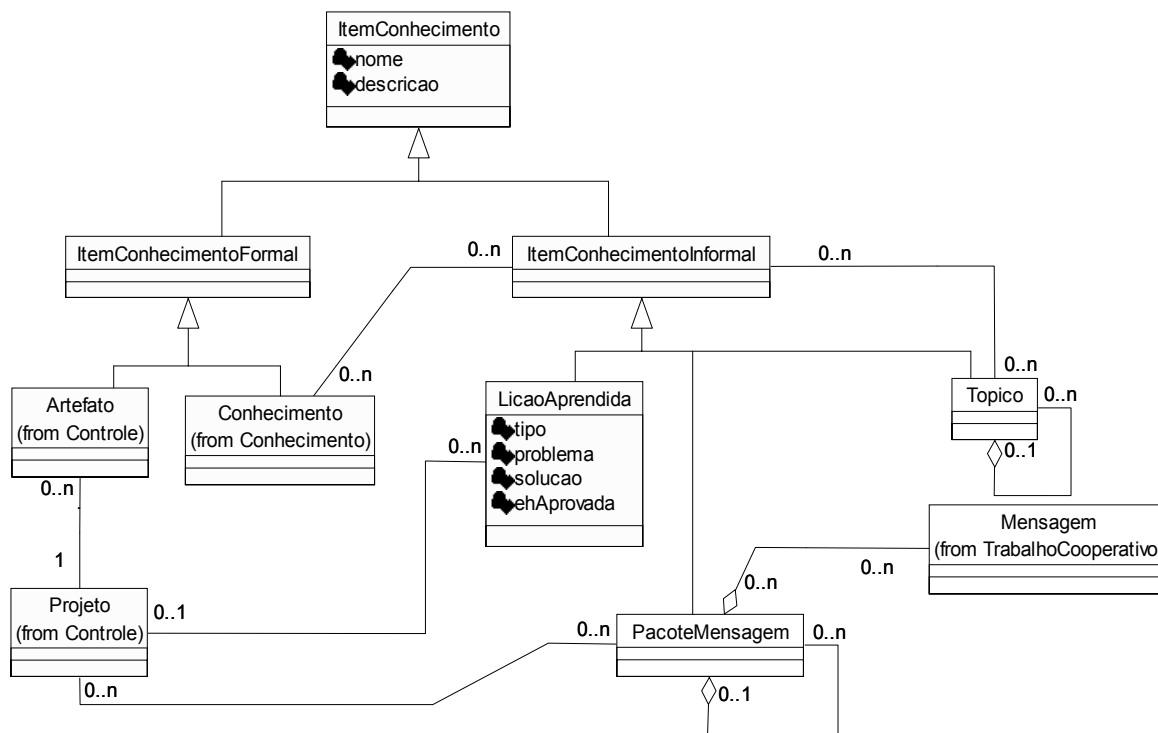 ItemConhecimento
nome
descricao
ItemConhecimentoFormal
0..n
ItemConhecimentoInformal
0..n
0..n
0..n
Artefato
(from Controle)
Conhecimento
(from Conhecimento)
LicaoAprendida
tipo
problema
solucao
ehAprovada
Topico
0..n
0..n
0..1
0..n
Mensagem
(from TrabalhoCooperativo
1
0..n
0..n
Projeto
(from Controle)
0..1
0..n
PacoteMensagem
0..n
0..n
0..1